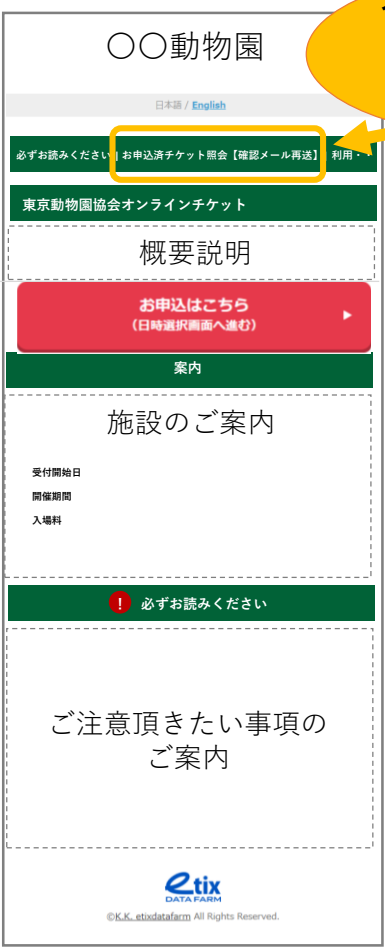 〇〇動物園
日本語 / English
必ずお読みください | お申込済チケット照会【確認メール再送】 | 利用・
東京動物園協会オンラインチケット
概要説明
お申込はこちら
(日時選択画面へ進む)
案内
施設のご案内
受付開始日
開催期間
入場料
! 必ずお読みください
ご注意頂きたい事項の
ご案内
etix
DATA FARM
©K.K. etixdatafarm All Rights Reserved.